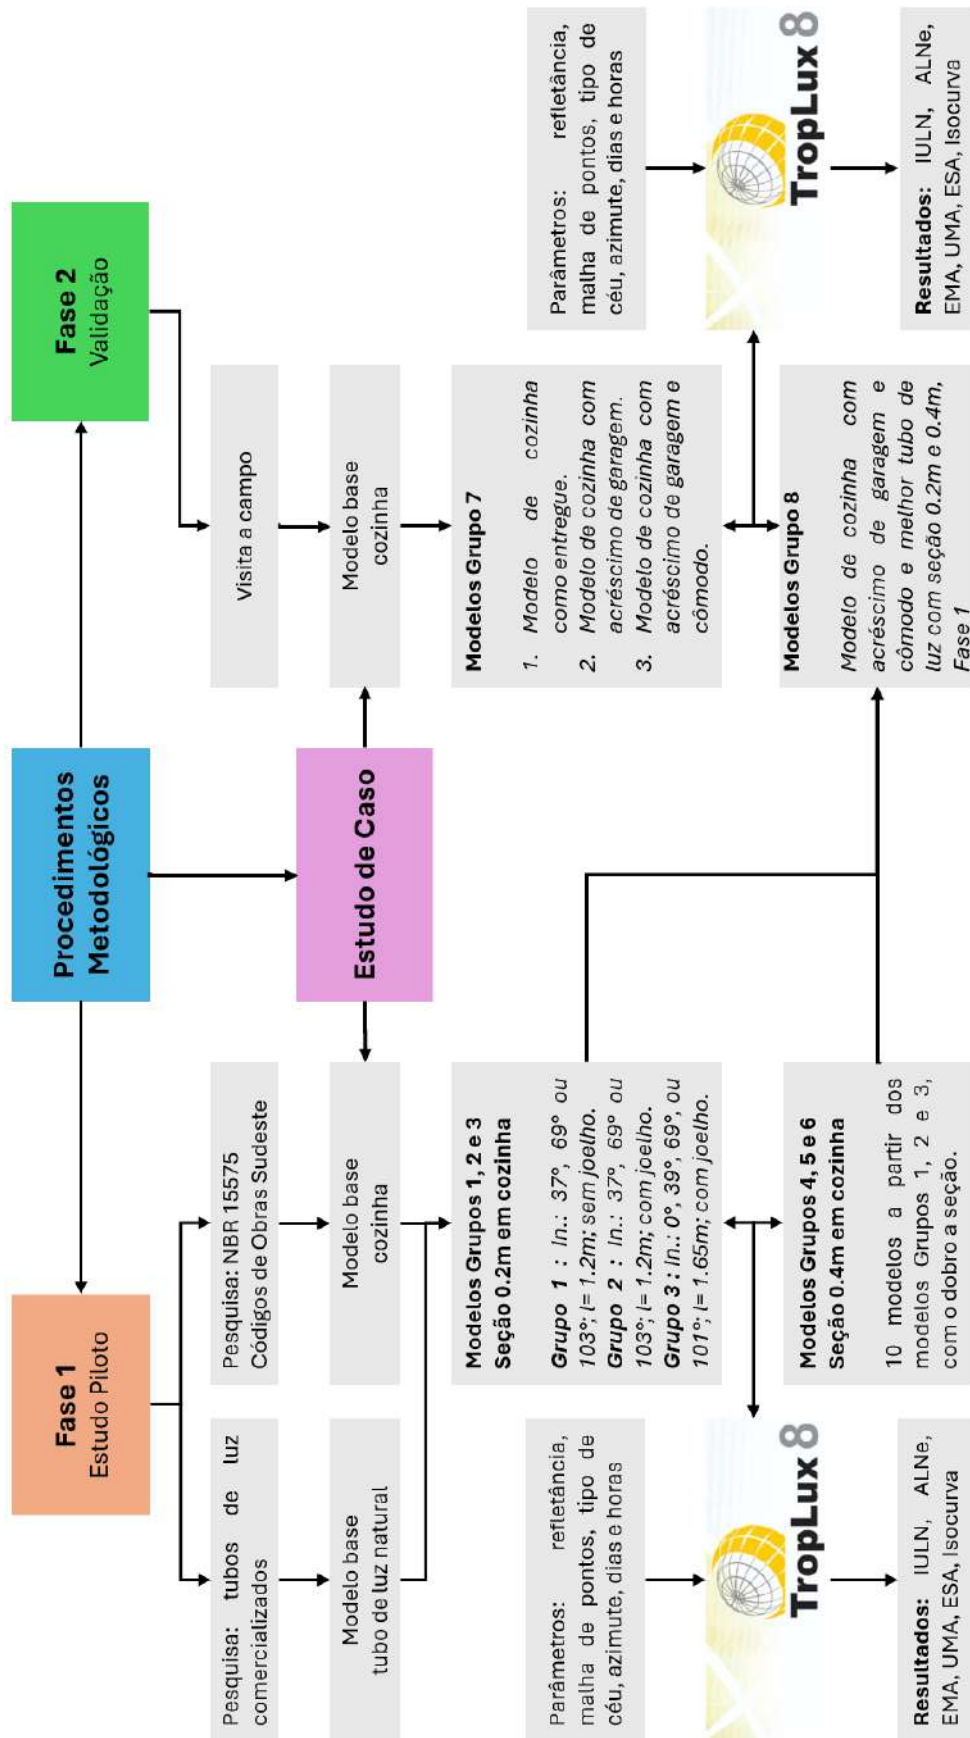 Procedimentos
Metodológicos
Fase 1
Estudo Piloto
Fase 2
Validação
Estudo de Caso
Pesquisa: tubos de luz
comercializados
Pesquisa: NBR 15575
Códigos de Obras Sudeste
Modelo base
tubo de luz natural
Modelo base
cozinha
Modelos Grupos 1, 2 e 3
Seção 0.2m em cozinha
Grupo 1 : In.: 37°, 69° ou
103°; l= 1.2m; sem joelho.
Grupo 2 : In.: 37°, 69° ou
103°; l= 1.2m; com joelho.
Grupo 3 : In.: 0°, 39°, 69°, ou
101°; l= 1.65m; com joelho.
Modelos Grupos 4, 5 e 6
Seção 0.4m em cozinha
10 modelos a partir dos
modelos Grupos 1, 2 e 3,
com o dobro a seção.
Parâmetros: refletância,
malha de pontos, tipo de
céu, azimute, dias e horas
TropLux 8
Resultados: IULN, ALNe,
EMA, UMA, ESA, Isocurva
Visita a campo
Modelo base
cozinha
Modelos Grupo 7
1. Modelo de cozinha
como entregue.
2. Modelo de cozinha com
acréscimo de garagem.
3. Modelo de cozinha com
acréscimo de garagem e
cômodo.
Modelos Grupo 8
Modelo de cozinha com
acréscimo de garagem e
cômodo e melhor tubo de
luz com seção 0.2m e 0.4m,
Fase 1
Parâmetros: refletância,
malha de pontos, tipo de
céu, azimute, dias e horas
TropLux 8
Resultados: IULN, ALNe,
EMA, UMA, ESA, Isocurva